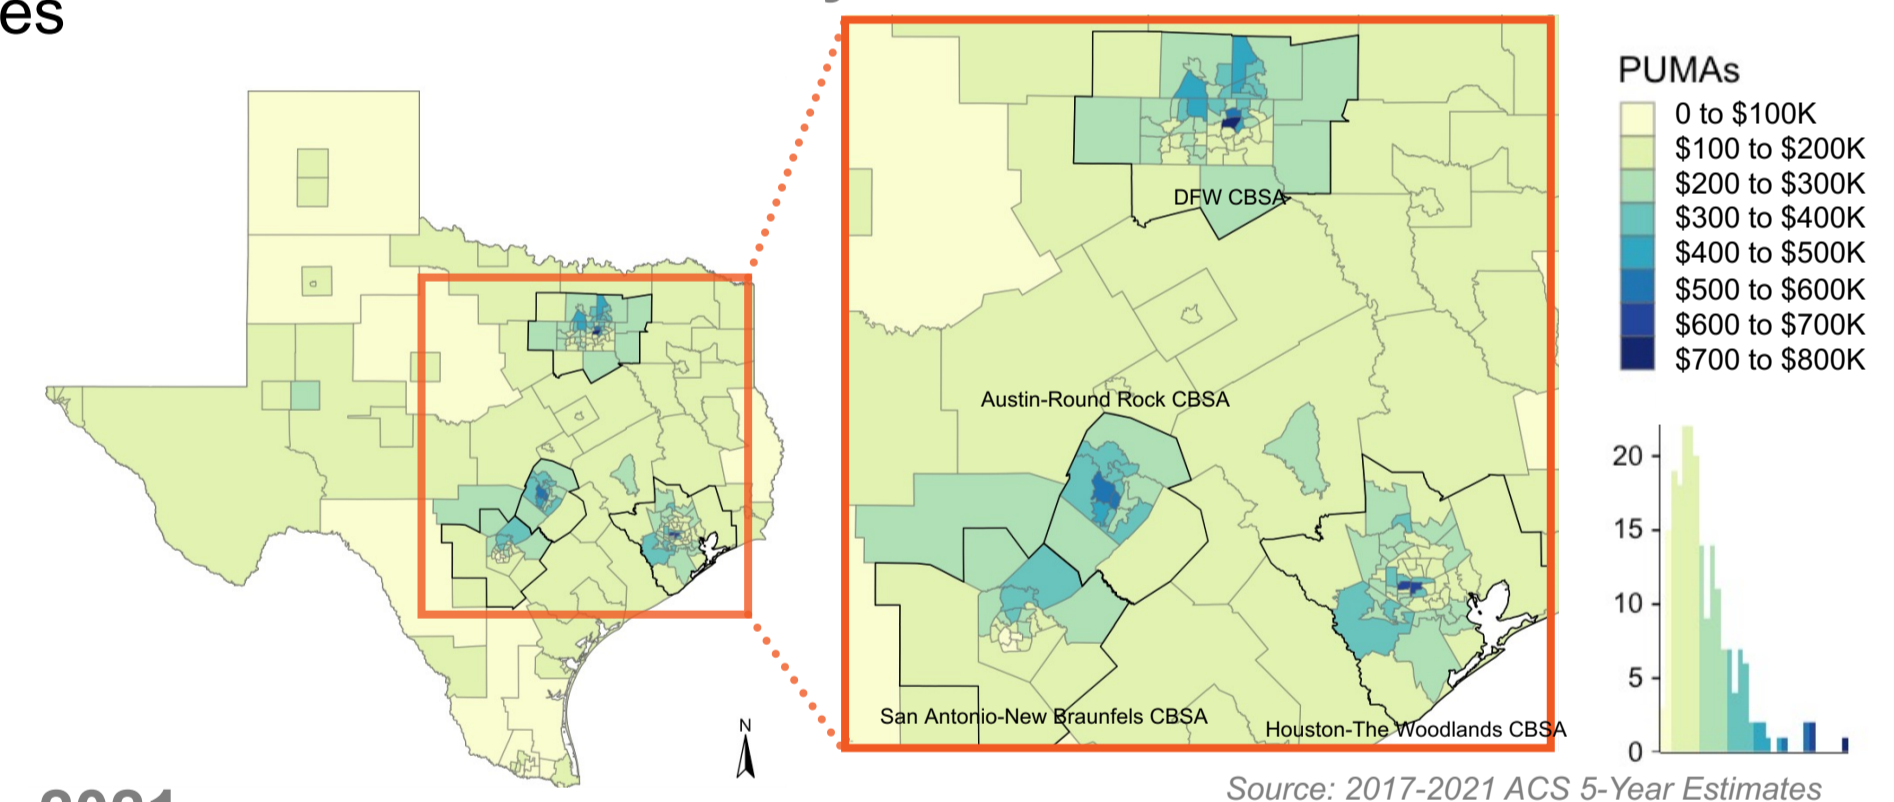 es
PUMAs
0 to $100K
$100 to $200K
$200 to $300K
$300 to $400K
$400 to $500K
$500 to $600K
$600 to $700K
$700 to $800K
DFW CBSA
Austin-Round Rock CBSA
San Antonio-New Braunfels CBSA
Houston-The Woodlands CBSA
N
20
15
10
5
0
Source: 2017-2021 ACS 5-Year Estimates